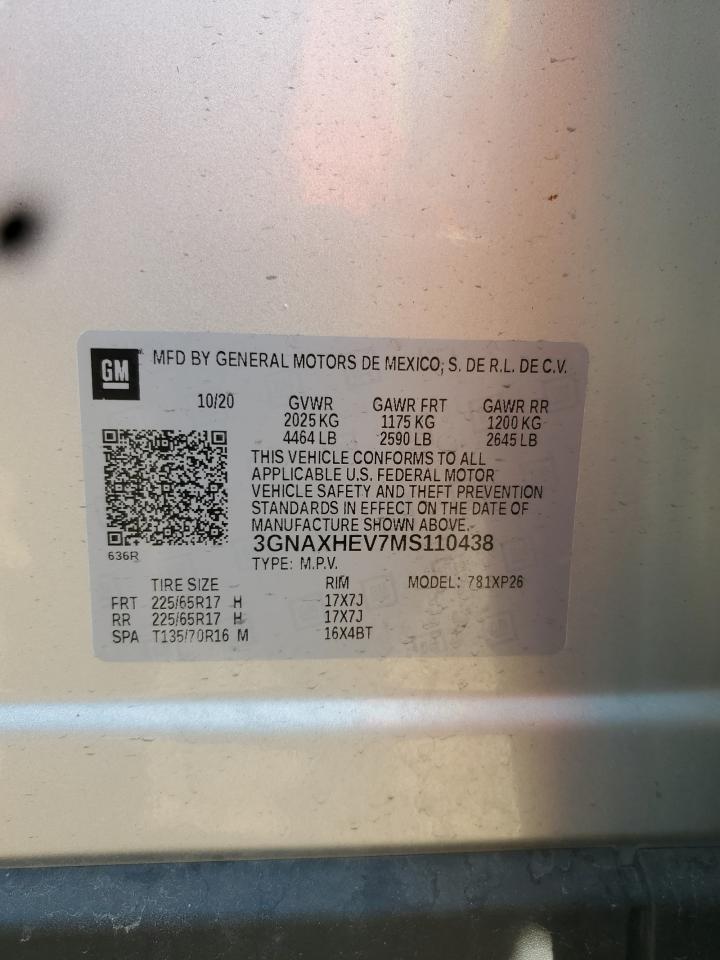 GM
MFD BY GENERAL MOTORS DE MEXICO, S. DE R.L. DE C.V.
10/20 GVWR GAWR FRT GAWR RR
2025 KG 1175 KG 1200 KG
4464 LB 2590 LB 2645 LB
THIS VEHICLE CONFORMS TO ALL
APPLICABLE U.S. FEDERAL MOTOR
VEHICLE SAFETY AND THEFT PREVENTION
STANDARDS IN EFFECT ON THE DATE OF
MANUFACTURE SHOWN ABOVE.
3GNAXHEV7MS110438
636R
TYPE: M.P.V.
TIRE SIZE RIM MODEL: 781XP26
FRT 225/65R17 H 17X7J
RR 225/65R17 H 17X7J
SPA T135/70R16 M 16X4BT